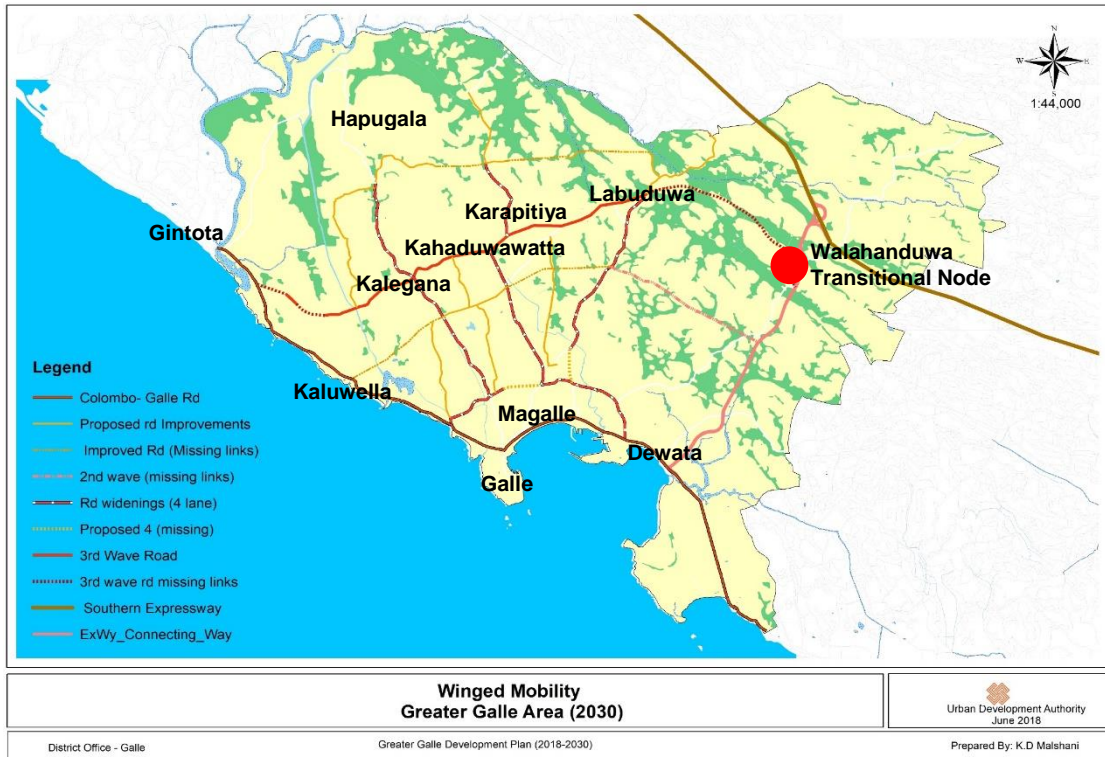 N
W
E
S
1:44,000
Hapugala
Labuduwa
Karapitiya
Gintota
Kahaduwawatta
Walahanduwa
Transitional Node
Kalegana
Legend
Colombo- Galle Rd
Proposed rd Improvements
Improved Rd (Missing links)
2nd wave (missing links)
Rd widenings (4 lane)
Proposed 4 (missing)
3rd Wave Road
3rd wave rd missing links
Southern Expressway
ExWy_Connecting_Way
Kaluwella
Magalle
Dewata
Galle
Winged Mobility
Greater Galle Area (2030)
Urban Development Authority
June 2018
District Office - Galle
Greater Galle Development Plan (2018-2030)
Prepared By: K.D Malshani